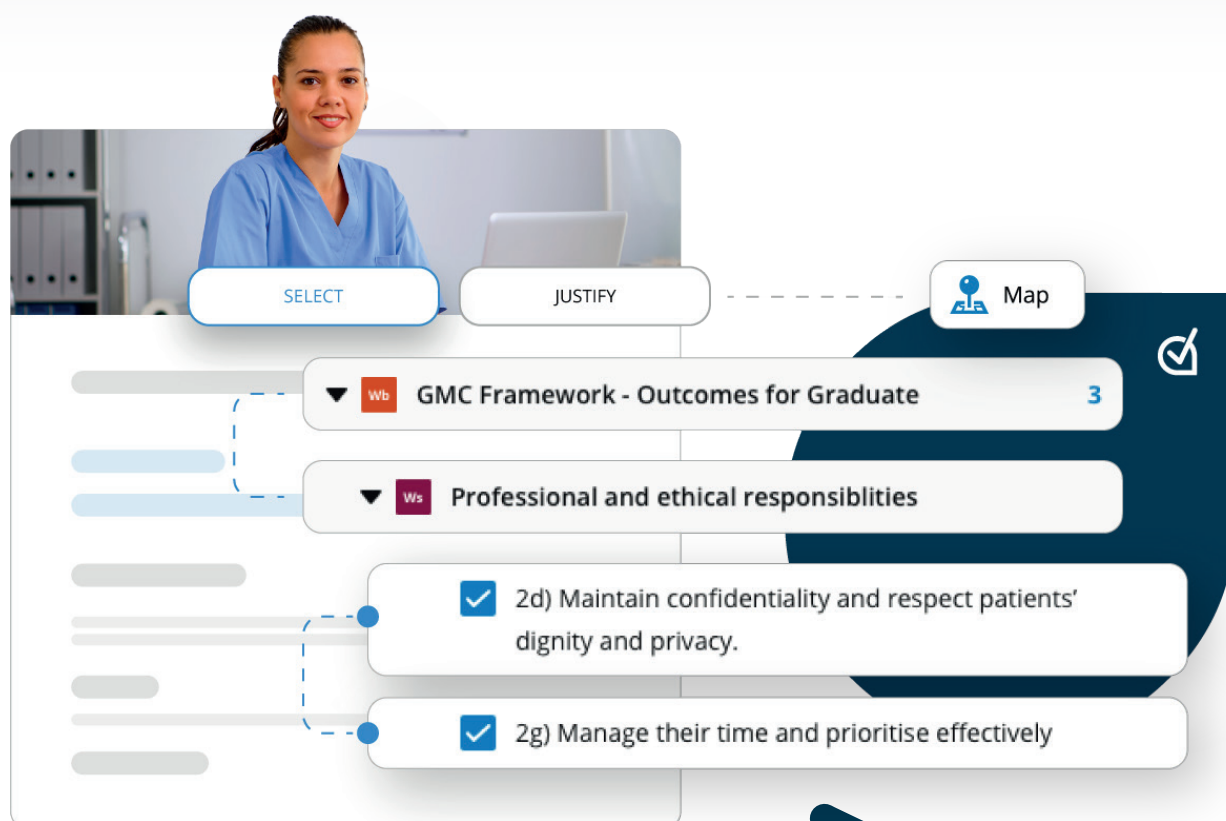 SELECT
JUSTIFY
Map
Wb
GMC Framework - Outcomes for Graduate
3
Ws
Professional and ethical responsiblities
2d) Maintain confidentiality and respect patients’
dignity and privacy.
2g) Manage their time and prioritise effectively